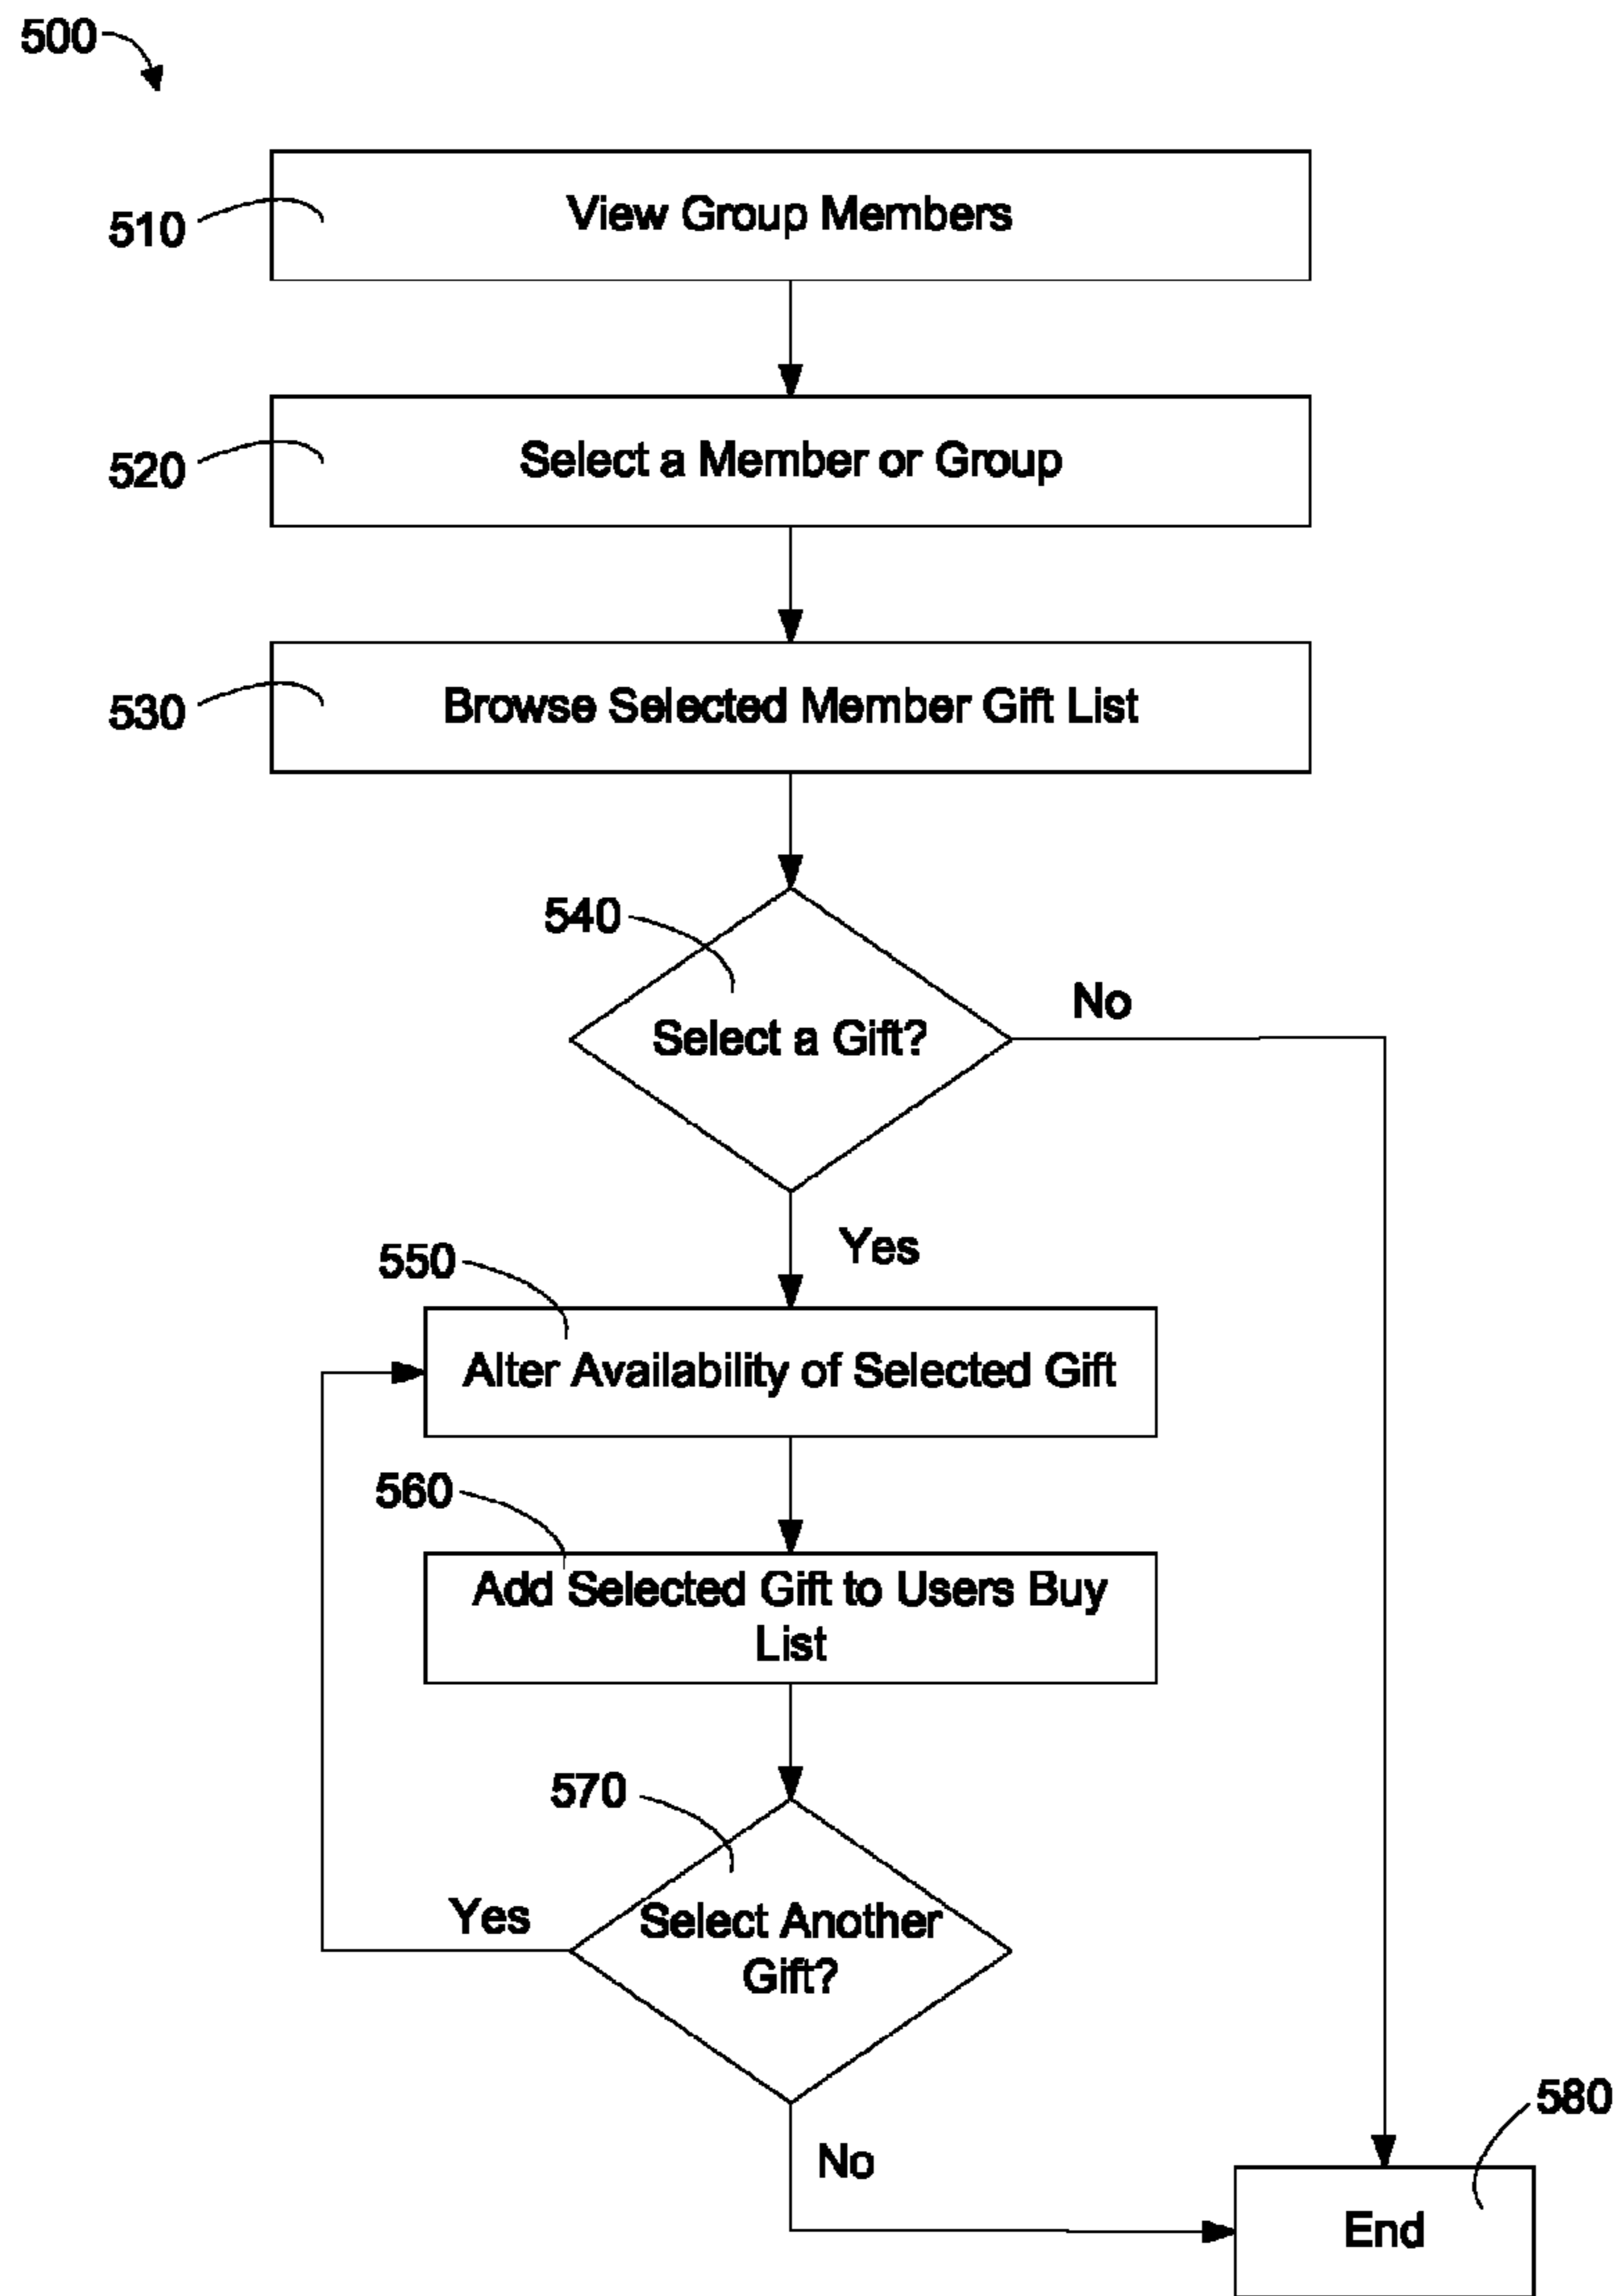 500
View Group Members
510
Select a Member or Group
520
Browse Selected Member Gift List
530
540
Select a Gift?
No
Yes
550
Alter Availability of Selected Gift
560
Add Selected Gift to Users Buy
List
570
Select Another
Gift?
Yes
No
580
End